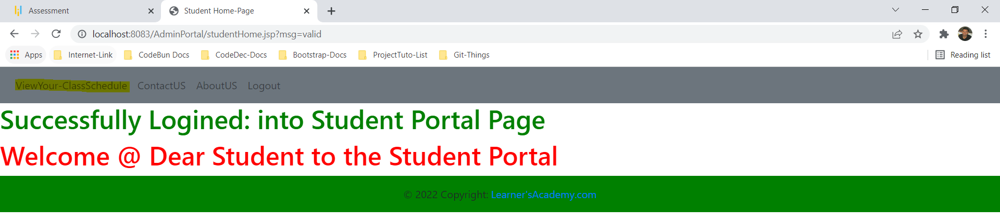 Assessment
Student Home-Page
localhost:8083/AdminPortal/studentHome.jsp?msg=valid
Apps Internet-Link CodeBun Docs CodeDec-Docs Bootstrap-Docs ProjectTuto-List Git-Things Reading list
ViewYour-ClassSchedule ContactUS AboutUS Logout
Successfully Logined: into Student Portal Page
Welcome @ Dear Student to the Student Portal
© 2022 Copyright: Learner'sAcademy.com